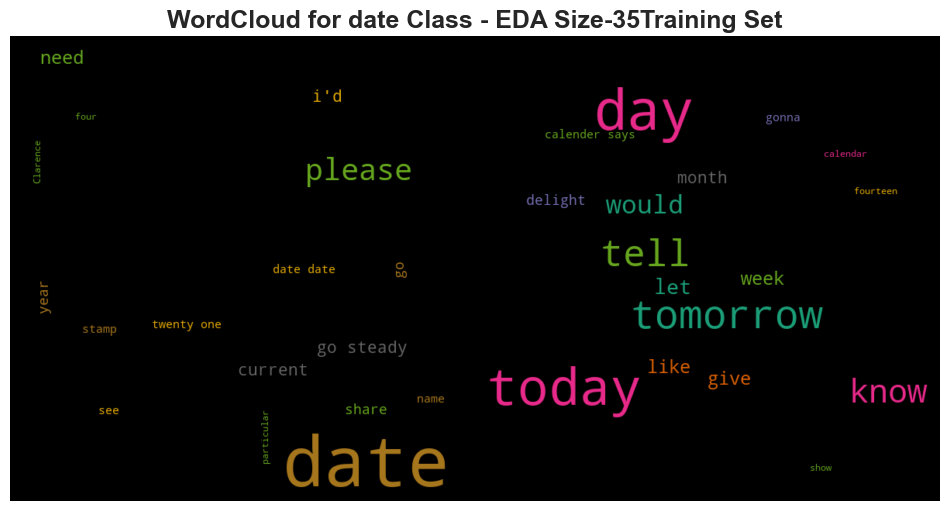 WordCloud for date Class - EDA Size-35Training Set
need
i'd
day
four
gonna
calender says
Clarence
calendar
please
month
fourteen
delight
would
tell
date date
go
week
year
let
tomorrow
stamp
twenty one
go steady
current
like
give
today
know
see
share
name
particular
date
show